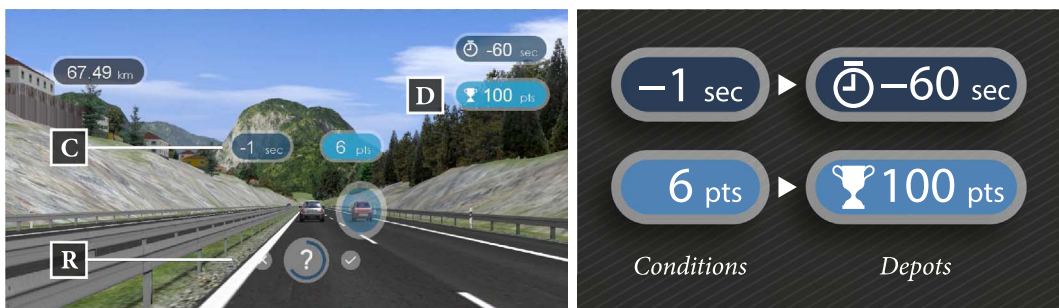 67.49 km
-60 sec
D
100 pts
C
-1 sec
6 pts
R
?
–1 sec
–60 sec
6 pts
100 pts
Conditions
Depots